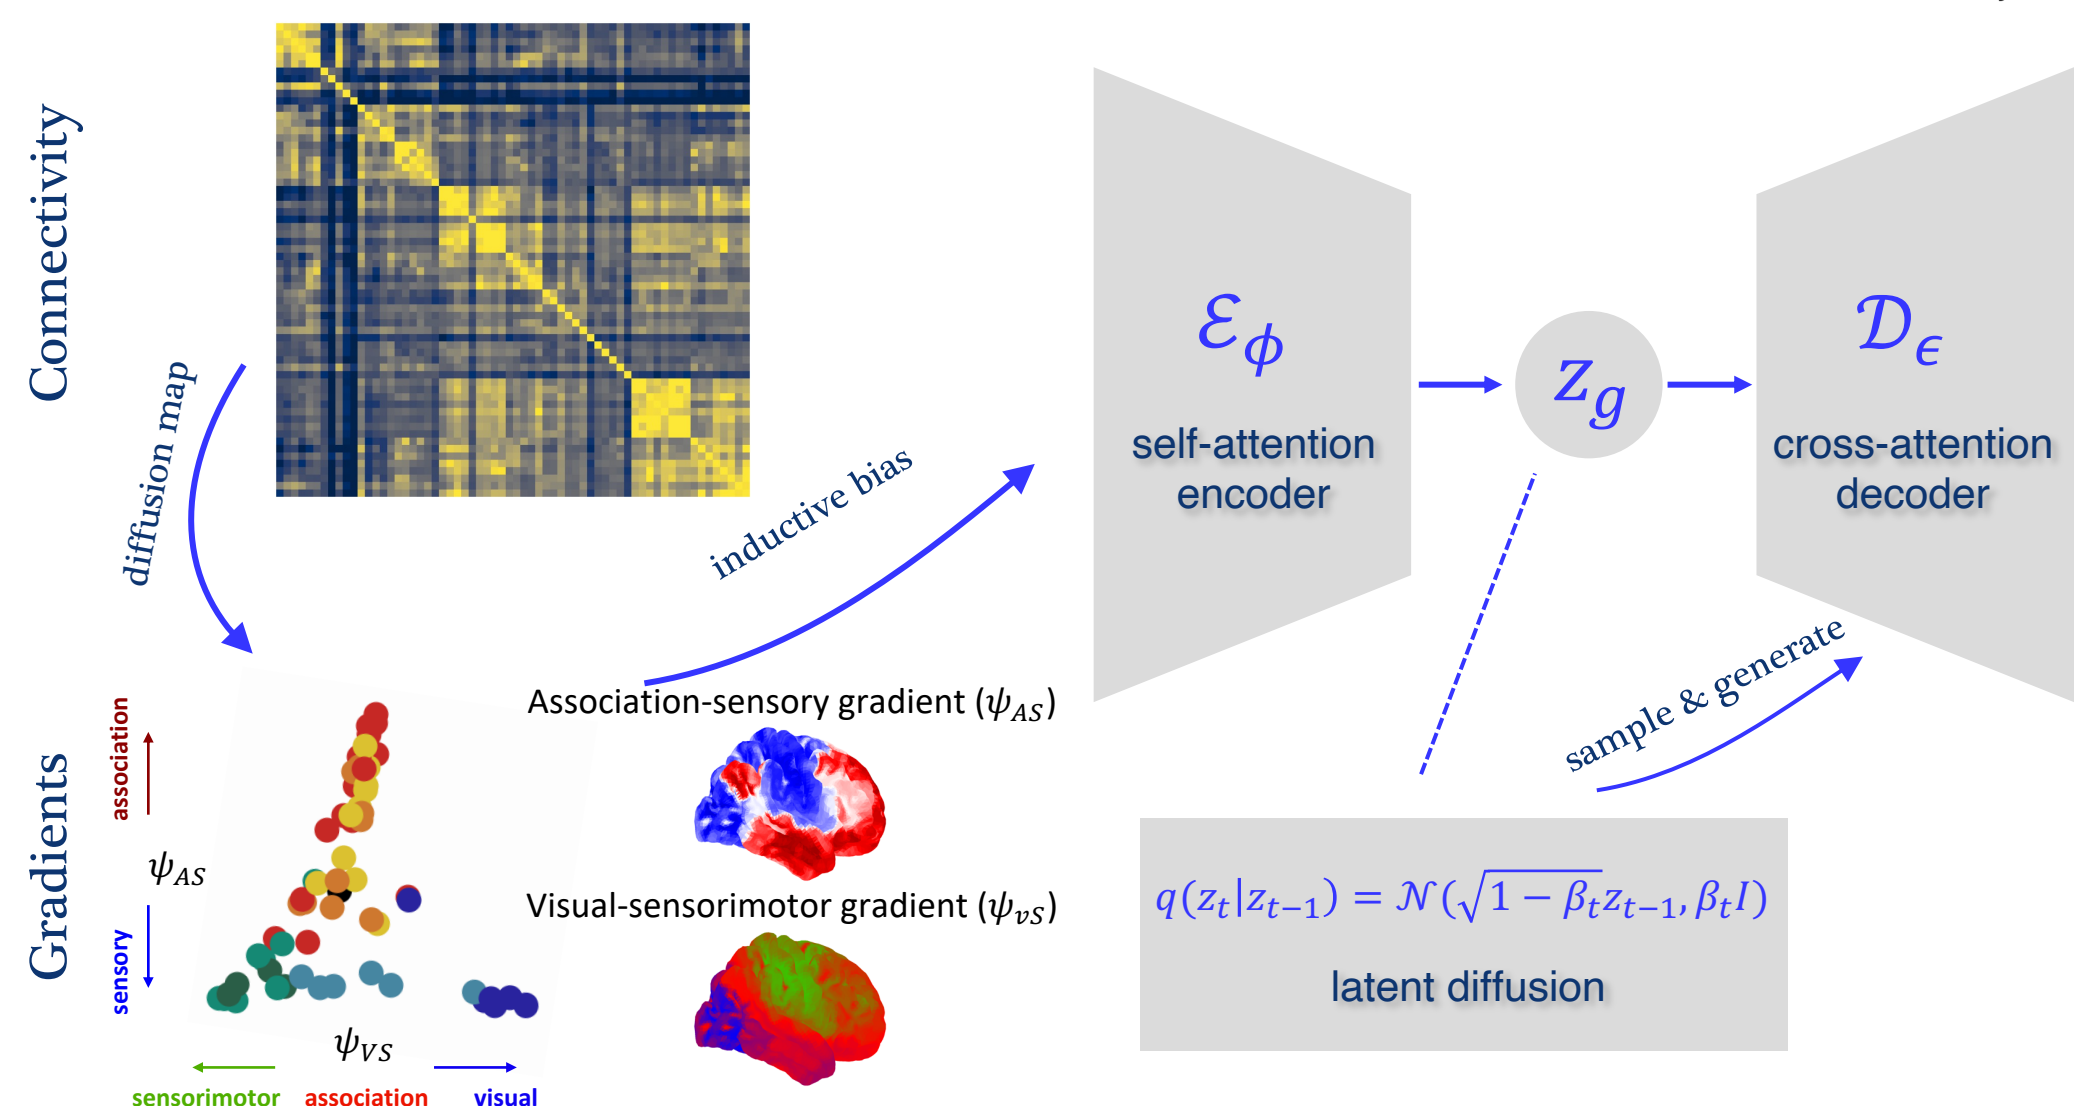 Connectivity
diffusion map
inductive bias
ℰ_ϕ
self-attention
encoder
z_g
𝒟_ϵ
cross-attention
decoder
sample & generate
Gradients
association
ψ_AS
sensory
ψ_VS
sensorimotor association visual
Association-sensory gradient (ψ_AS)
Visual-sensorimotor gradient (ψ_vS)
q(z_t|z_{t−1}) = 𝒩(√(1 − β_t) z_{t−1}, β_t I)
latent diffusion